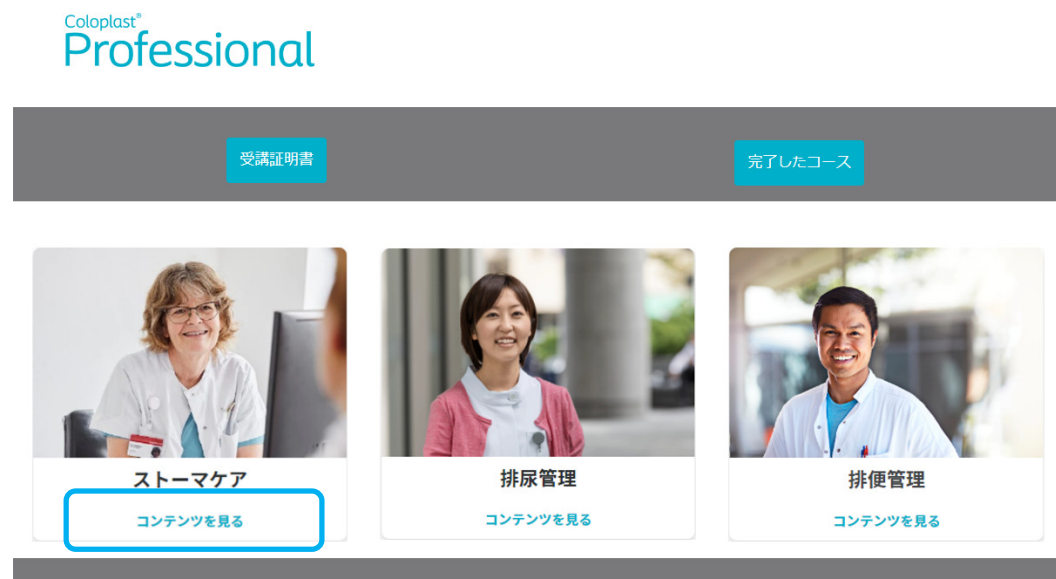 Coloplast®
Professional
受講証明書
完了したコース
ストーマケア
排尿管理
排便管理
コンテンツを見る
コンテンツを見る
コンテンツを見る